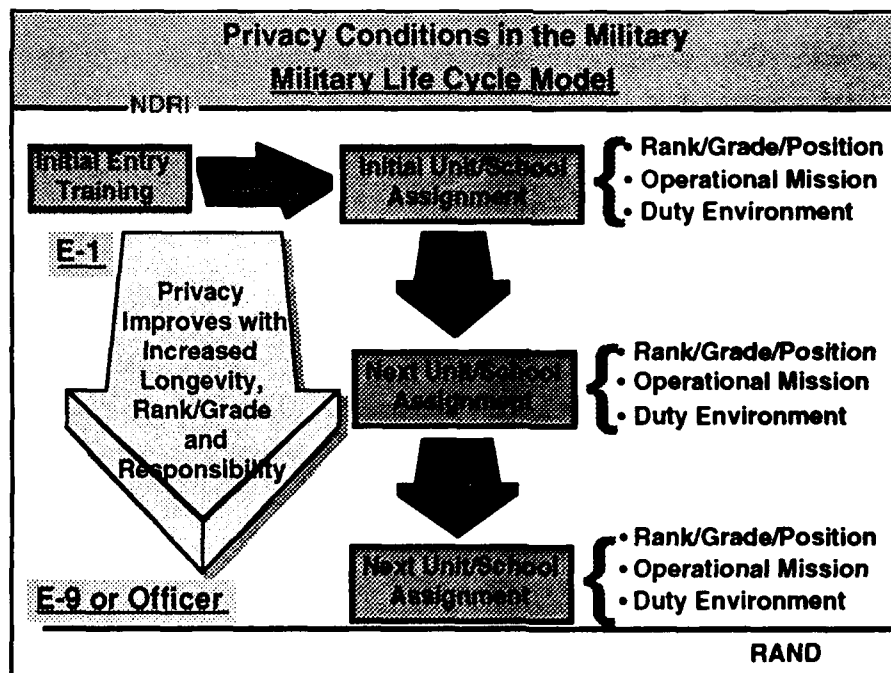 Privacy Conditions in the Military
Military Life Cycle Model
NDRI
Initial Entry
Training
Initial Unit/School
Assignment
• Rank/Grade/Position
• Operational Mission
• Duty Environment
E-1
Privacy
Improves with
Increased
Longevity,
Rank/Grade
and
Responsibility
Next Unit/School
Assignment
• Rank/Grade/Position
• Operational Mission
• Duty Environment
Next Unit/School
Assignment
• Rank/Grade/Position
• Operational Mission
• Duty Environment
E-9 or Officer
RAND